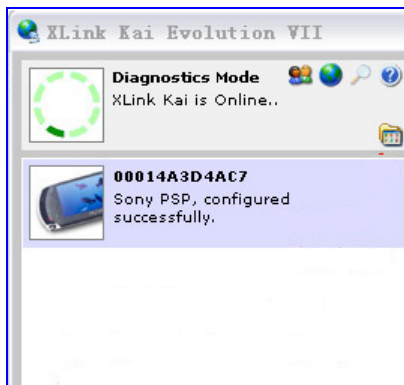 XLink Kai Evolution VII
Diagnostics Mode
XLink Kai is Online..
00014A3D4AC7
Sony PSP, configured
successfully.